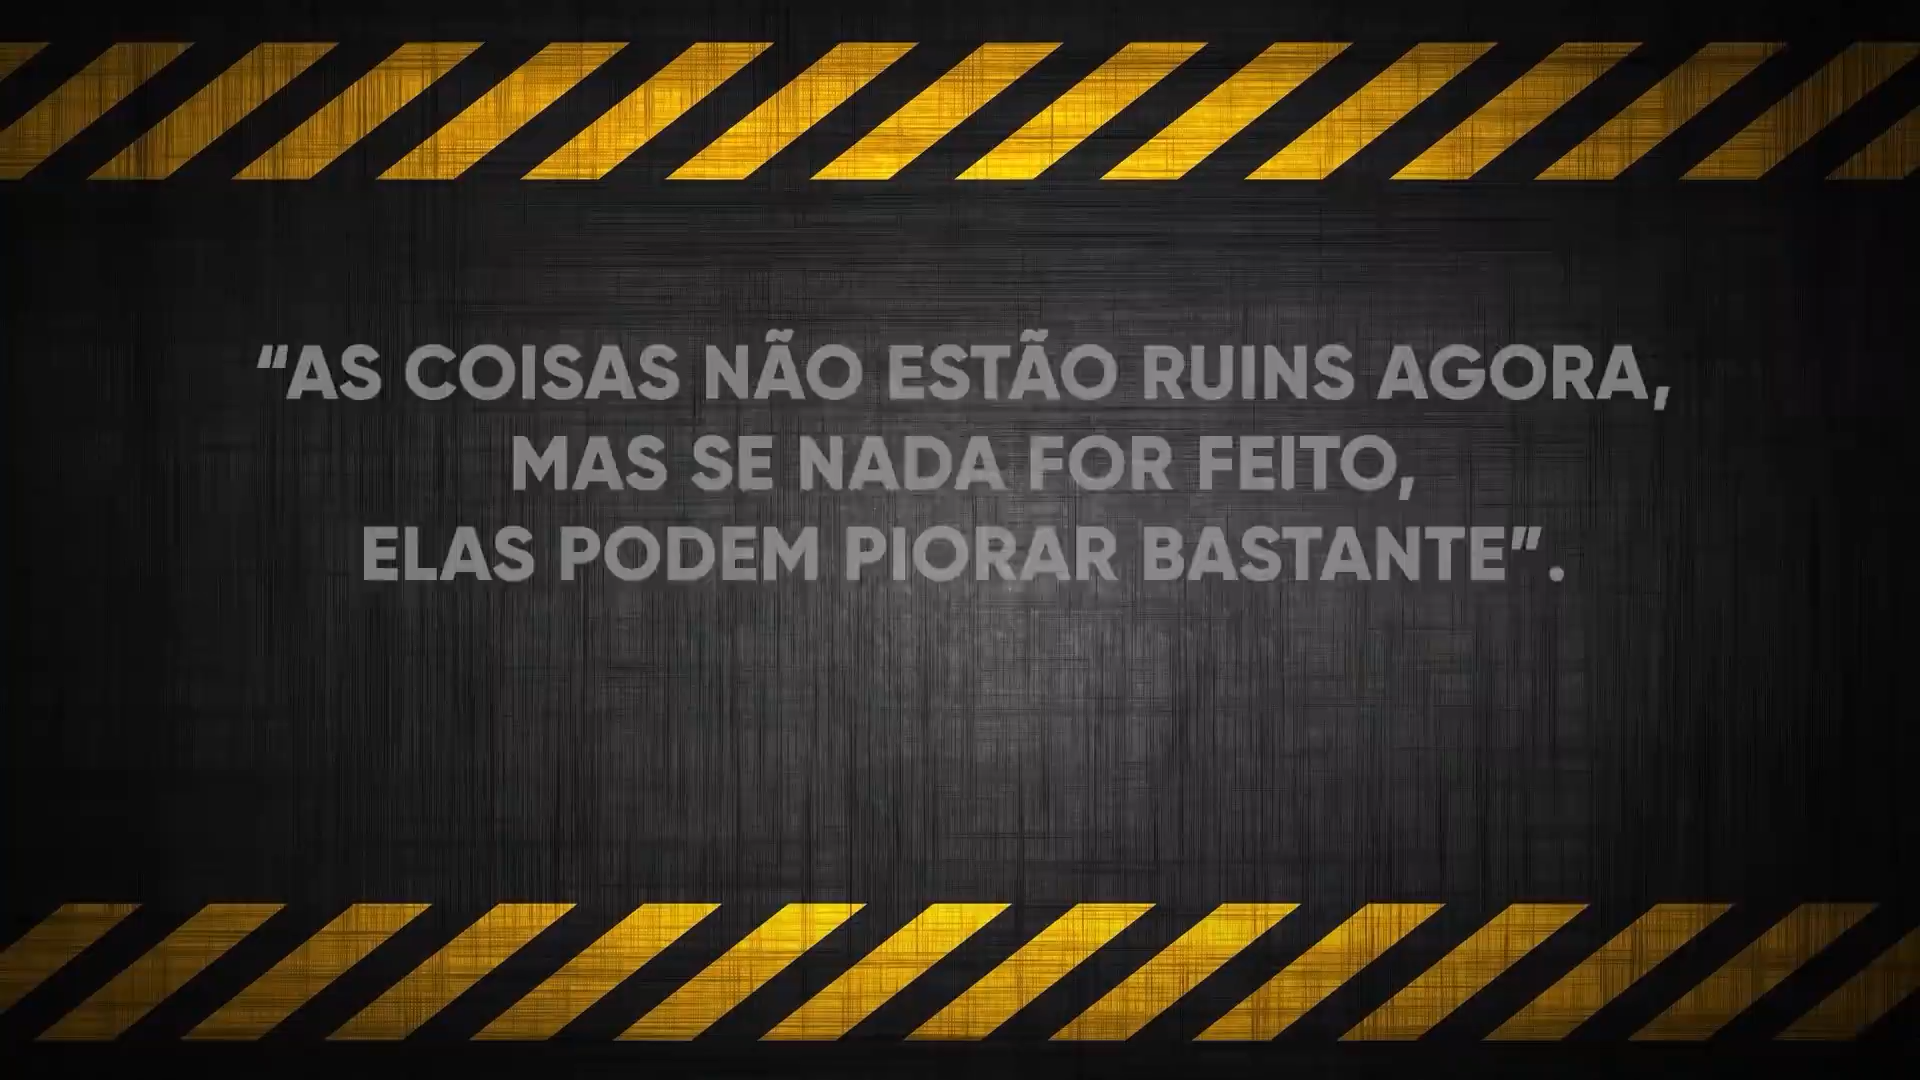 “AS COISAS NÃO ESTÃO RUINS AGORA,
MAS SE NADA FOR FEITO,
ELAS PODEM PIORAR BASTANTE”.